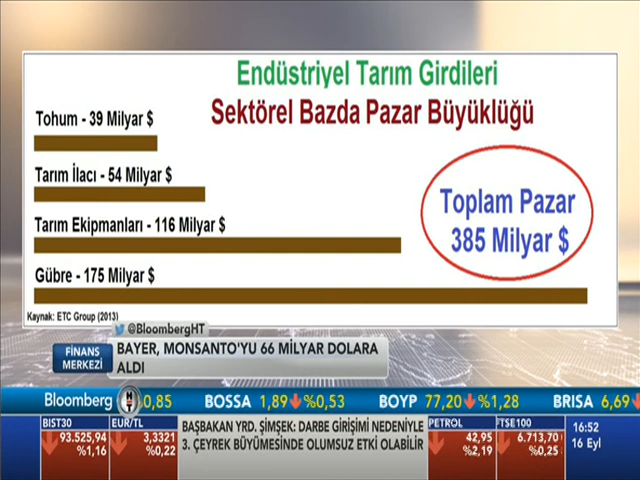 Endüstriyel Tarım Girdileri
Sektörel Bazda Pazar Büyüklüğü
Tohum - 39 Milyar $
Tarım İlacı - 54 Milyar $
Tarım Ekipmanları - 116 Milyar $
Gübre - 175 Milyar $
Toplam Pazar
385 Milyar $
Kaynak: ETC Group (2013)
@BloombergHT
FİNANS
MERKEZİ
BAYER, MONSANTO'YU 66 MİLYAR DOLARA
ALDI
Bloomberg HT 0,85 BOSSA 1,89 %0,53 BOYP 77,20 %1,28 BRISA 6,69
BIST30
93.525,94
%1,16
EUR/TL
3,3321
%0,22
BAŞBAKAN YRD. ŞİMŞEK: DARBE GİRİŞİMİ NEDENİYLE
3. ÇEYREK BÜYÜMESİNDE OLUMSUZ ETKİ OLABİLİR
PETROL
42,95
%2,19
FTSE100
6.713,70
%0,25
16:52
16 Eyl